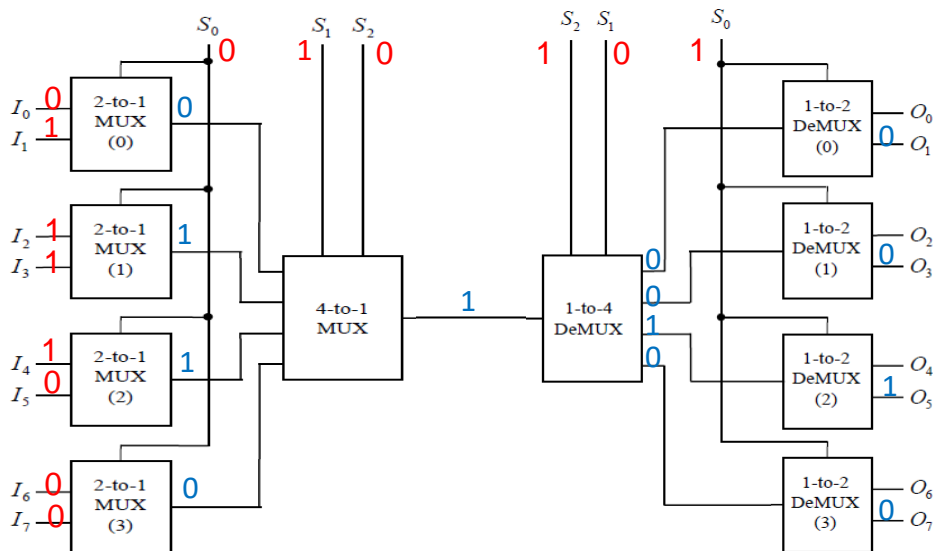 S0 S1 S2 S2 S1 S0
0 1 0 1 0 1
I0 0 2-to-1 0
I1 1 MUX
(0)
I2 1 2-to-1 1
I3 1 MUX
(1)
I4 1 2-to-1 1
I5 0 MUX
(2)
I6 0 2-to-1 0
I7 0 MUX
(3)
4-to-1
MUX
1
1-to-4
DeMUX
0
0
1
0
1-to-2 O0
DeMUX 0 O1
(0)
1-to-2 O2
DeMUX 0 O3
(1)
1-to-2 O4
DeMUX 1 O5
(2)
1-to-2 O6
DeMUX 0 O7
(3)